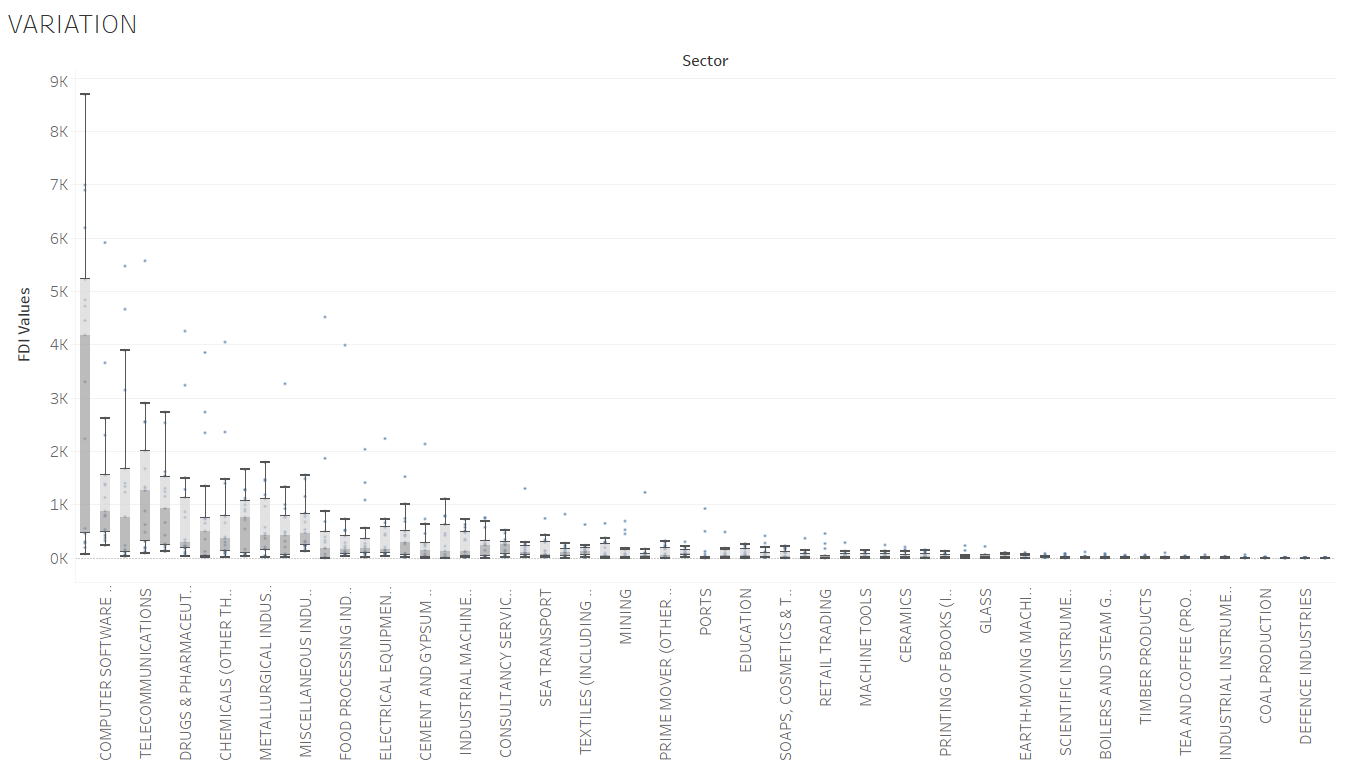 VARIATION
Sector
9K
8K
7K
6K
5K
4K
3K
2K
1K
0K
FDI Values
COMPUTER SOFTWARE ..
TELECOMMUNICATIONS
DRUGS & PHARMACEUT..
CHEMICALS (OTHER TH..
METALLURGICAL INDUS..
MISCELLANEOUS INDU..
FOOD PROCESSING IND..
ELECTRICAL EQUIPMEN..
CEMENT AND GYPSUM ..
INDUSTRIAL MACHINE..
CONSULTANCY SERVIC..
SEA TRANSPORT
TEXTILES (INCLUDING ..
MINING
PRIME MOVER (OTHER ..
PORTS
EDUCATION
SOAPS, COSMETICS & T..
RETAIL TRADING
MACHINE TOOLS
CERAMICS
PRINTING OF BOOKS (I..
GLASS
EARTH-MOVING MACHI..
SCIENTIFIC INSTRUME..
BOILERS AND STEAM G..
TIMBER PRODUCTS
TEA AND COFFEE (PRO..
INDUSTRIAL INSTRUME..
COAL PRODUCTION
DEFENCE INDUSTRIES